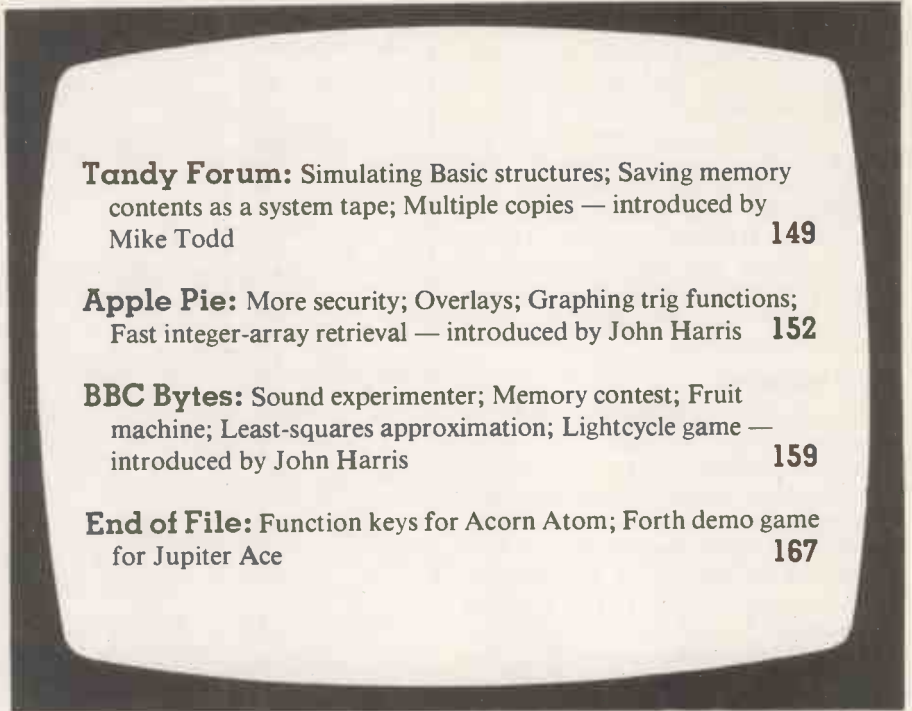 Tandy Forum: Simulating Basic structures; Saving memory
contents as a system tape; Multiple copies — introduced by
Mike Todd 149
Apple Pie: More security; Overlays; Graphing trig functions;
Fast integer-array retrieval — introduced by John Harris 152
BBC Bytes: Sound experimenter; Memory contest; Fruit
machine; Least-squares approximation; Lightcycle game —
introduced by John Harris 159
End of File: Function keys for Acorn Atom; Forth demo game
for Jupiter Ace 167